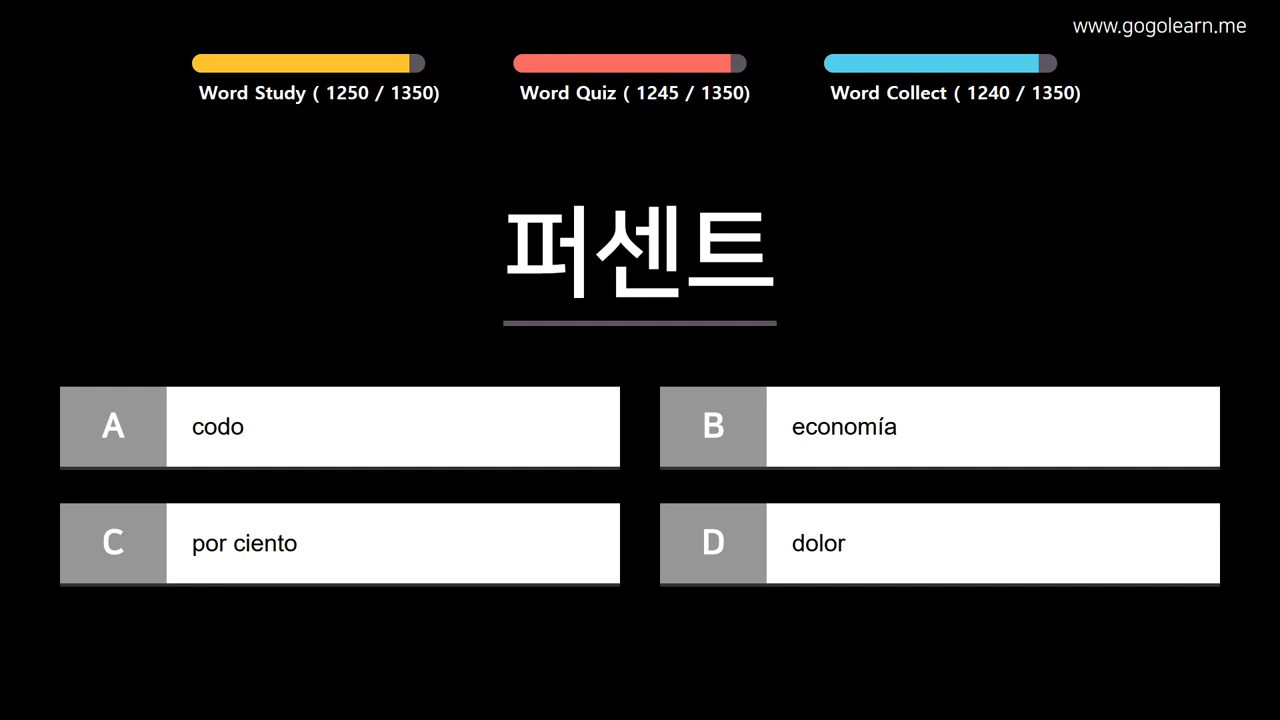 www.gogolearn.me
Word Study ( 1250 / 1350)
Word Quiz ( 1245 / 1350)
Word Collect ( 1240 / 1350)
퍼센트
A codo
B economía
C por ciento
D dolor